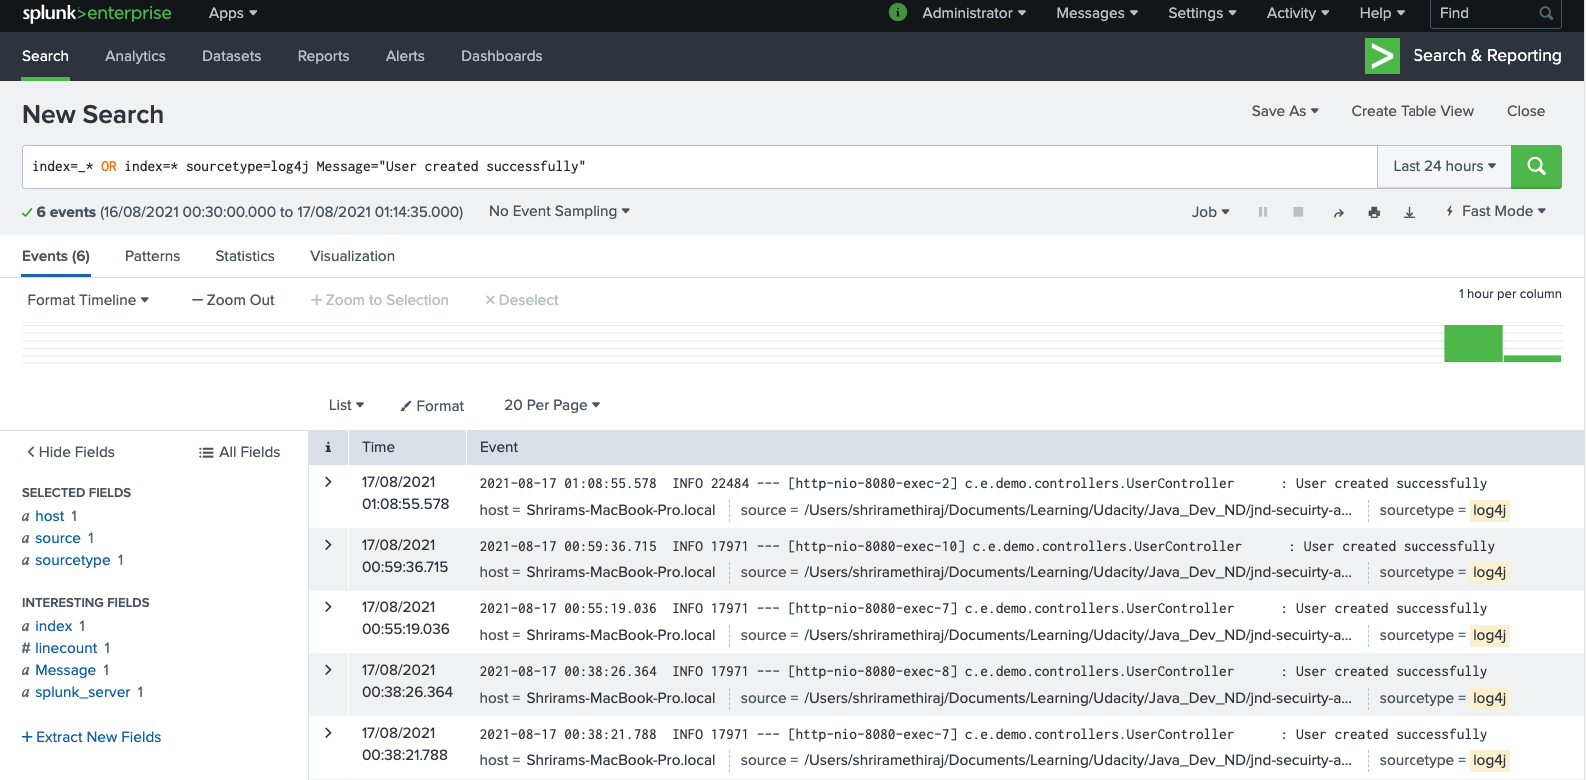 splunk>enterprise Apps Administrator Messages Settings Activity Help Find
Search Analytics Datasets Reports Alerts Dashboards Search & Reporting
New Search Save As Create Table View Close
index=_* OR index=* sourcetype=log4j Message="User created successfully" Last 24 hours
6 events (16/08/2021 00:30:00.000 to 17/08/2021 01:14:35.000) No Event Sampling Job Fast Mode
Events (6) Patterns Statistics Visualization
Format Timeline — Zoom Out + Zoom to Selection × Deselect 1 hour per column
List Format 20 Per Page
< Hide Fields All Fields i Time Event
SELECTED FIELDS
a host 1
a source 1
a sourcetype 1
INTERESTING FIELDS
a index 1
# linecount 1
a Message 1
a splunk_server 1
+ Extract New Fields
17/08/2021 2021-08-17 01:08:55.578 INFO 22484 --- [http-nio-8080-exec-2] c.e.demo.controllers.UserController : User created successfully
01:08:55.578 host = Shrirams-MacBook-Pro.local source = /Users/shriramethiraj/Documents/Learning/Udacity/Java_Dev_ND/jnd-secuirty-a... sourcetype = log4j
17/08/2021 2021-08-17 00:59:36.715 INFO 17971 --- [http-nio-8080-exec-10] c.e.demo.controllers.UserController : User created successfully
00:59:36.715 host = Shrirams-MacBook-Pro.local source = /Users/shriramethiraj/Documents/Learning/Udacity/Java_Dev_ND/jnd-secuirty-a... sourcetype = log4j
17/08/2021 2021-08-17 00:55:19.036 INFO 17971 --- [http-nio-8080-exec-7] c.e.demo.controllers.UserController : User created successfully
00:55:19.036 host = Shrirams-MacBook-Pro.local source = /Users/shriramethiraj/Documents/Learning/Udacity/Java_Dev_ND/jnd-secuirty-a... sourcetype = log4j
17/08/2021 2021-08-17 00:38:26.364 INFO 17971 --- [http-nio-8080-exec-8] c.e.demo.controllers.UserController : User created successfully
00:38:26.364 host = Shrirams-MacBook-Pro.local source = /Users/shriramethiraj/Documents/Learning/Udacity/Java_Dev_ND/jnd-secuirty-a... sourcetype = log4j
17/08/2021 2021-08-17 00:38:21.788 INFO 17971 --- [http-nio-8080-exec-7] c.e.demo.controllers.UserController : User created successfully
00:38:21.788 host = Shrirams-MacBook-Pro.local source = /Users/shriramethiraj/Documents/Learning/Udacity/Java_Dev_ND/jnd-secuirty-a... sourcetype = log4j